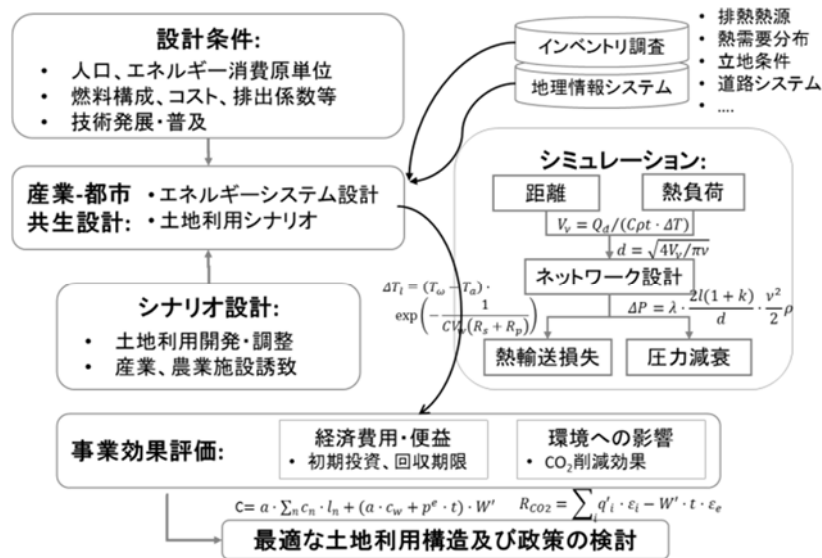 設計条件:
• 人口、エネルギー消費原単位
• 燃料構成、コスト、排出係数等
• 技術発展・普及
インベントリ調査
地理情報システム
• 排熱熱源
• 熱需要分布
• 立地条件
• 道路システム
• ....
産業-都市 •エネルギーシステム設計
共生設計: •土地利用シナリオ
シミュレーション:
距離
熱負荷
V_v = Q_d/(Cρt · ΔT)
d = √(4V_v/πv)
ネットワーク設計
ΔP = λ · 2l(1 + k)/d · v²/2 ρ
熱輸送損失
圧力減衰
ΔT_l = (T_ω − T_a) ·
exp(− 1/CV_v(R_s + R_p))
シナリオ設計:
• 土地利用開発・調整
• 産業、農業施設誘致
事業効果評価:
経済費用・便益
• 初期投資、回収期限
環境への影響
• CO₂削減効果
C= a · ∑_n c_n · l_n + (a · c_w + p^e · t) · W'
R_CO2 = ∑_i q'_i · ε_i − W' · t · ε_e
最適な土地利用構造及び政策の検討